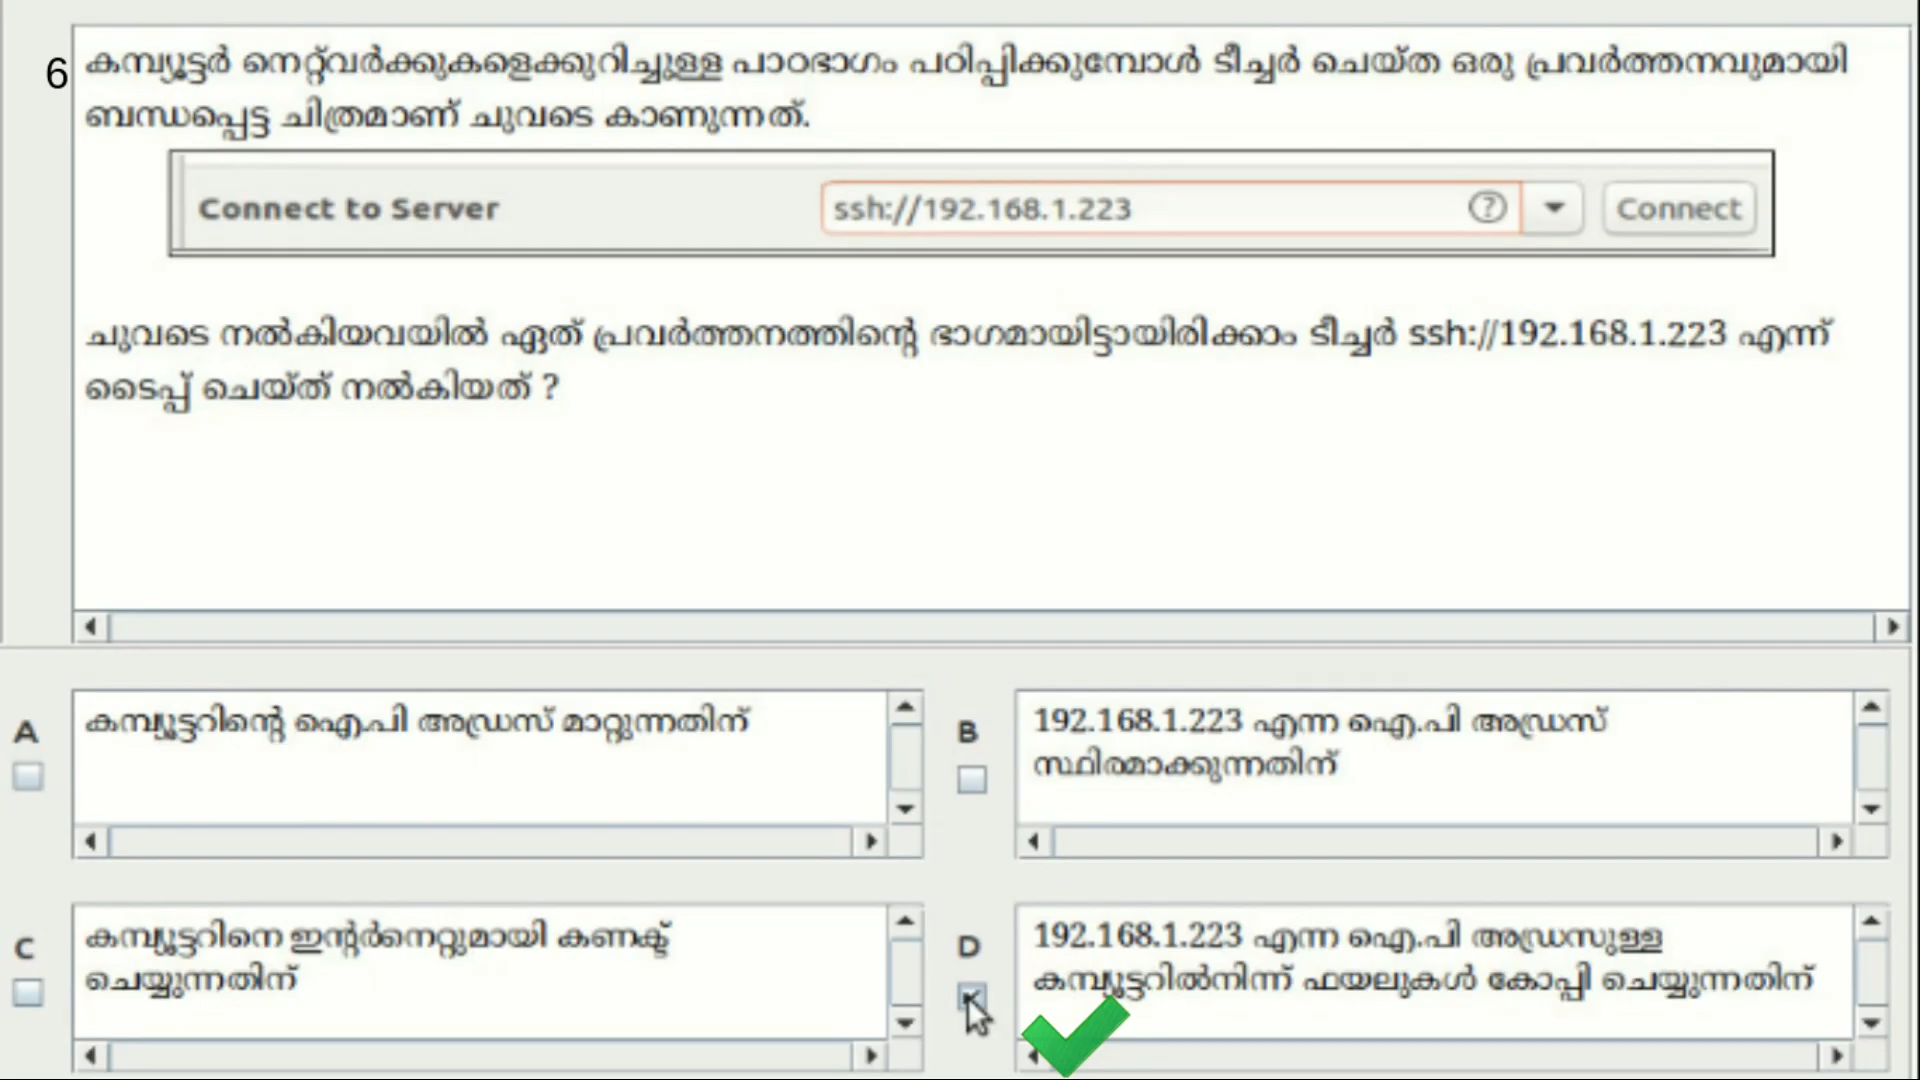 6
കമ്പ്യൂട്ടർ നെറ്റ്‌വർക്കുകളെക്കുറിച്ചുള്ള പാഠഭാഗം പഠിപ്പിക്കുമ്പോൾ ടീച്ചർ ചെയ്ത ഒരു പ്രവർത്തനവുമായി
ബന്ധപ്പെട്ട ചിത്രമാണ് ചുവടെ കാണുന്നത്.
Connect to Server ssh://192.168.1.223 ? Connect
ചുവടെ നൽകിയവയിൽ ഏത് പ്രവർത്തനത്തിന്റെ ഭാഗമായിട്ടായിരിക്കാം ടീച്ചർ ssh://192.168.1.223 എന്ന്
ടൈപ്പ് ചെയ്ത് നൽകിയത് ?
A
കമ്പ്യൂട്ടറിന്റെ ഐ.പി അഡ്രസ് മാറ്റുന്നതിന്
B
192.168.1.223 എന്ന ഐ.പി അഡ്രസ്
സ്ഥിരമാക്കുന്നതിന്
C
കമ്പ്യൂട്ടറിനെ ഇന്റർനെറ്റുമായി കണക്ട്
ചെയ്യുന്നതിന്
D
192.168.1.223 എന്ന ഐ.പി അഡ്രസുള്ള
കമ്പ്യൂട്ടറിൽനിന്ന് ഫയലുകൾ കോപ്പി ചെയ്യുന്നതിന്